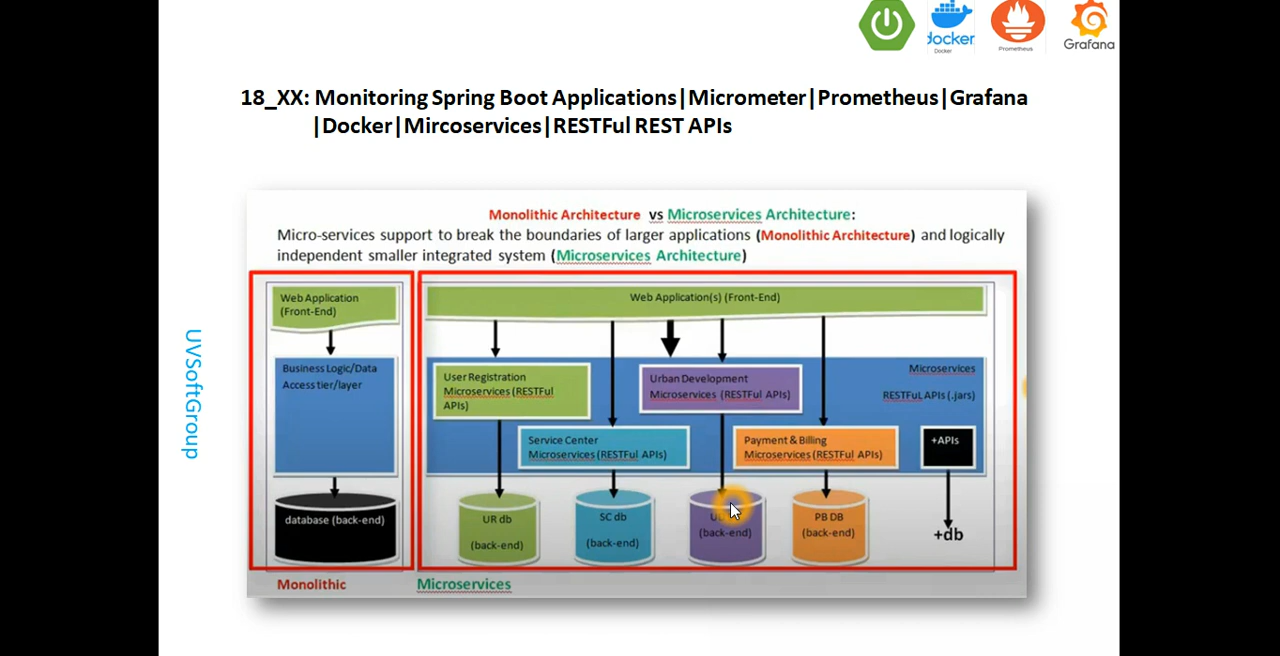 docker
Docker
Prometheus
Grafana
18_XX: Monitoring Spring Boot Applications|Micrometer|Prometheus|Grafana
|Docker|Mircoservices|RESTFul REST APIs
UVSoftGroup
Monolithic Architecture vs Microservices Architecture:
Micro-services support to break the boundaries of larger applications (Monolithic Architecture) and logically
independent smaller integrated system (Microservices Architecture)
Web Application
(Front-End)
Business Logic/Data
Access tier/layer
database (back-end)
Web Application(s) (Front-End)
Microservices
RESTFuL APIs (.jars)
User Registration
Microservices (RESTFul
APIs)
Urban Development
Microservices (RESTFul APIs)
Service Center
Microservices (RESTFul APIs)
Payment & Billing
Microservices (RESTFul APIs)
+APIs
UR db
(back-end)
SC db
(back-end)
(back-end)
PB DB
(back-end)
+db
Monolithic
Microservices